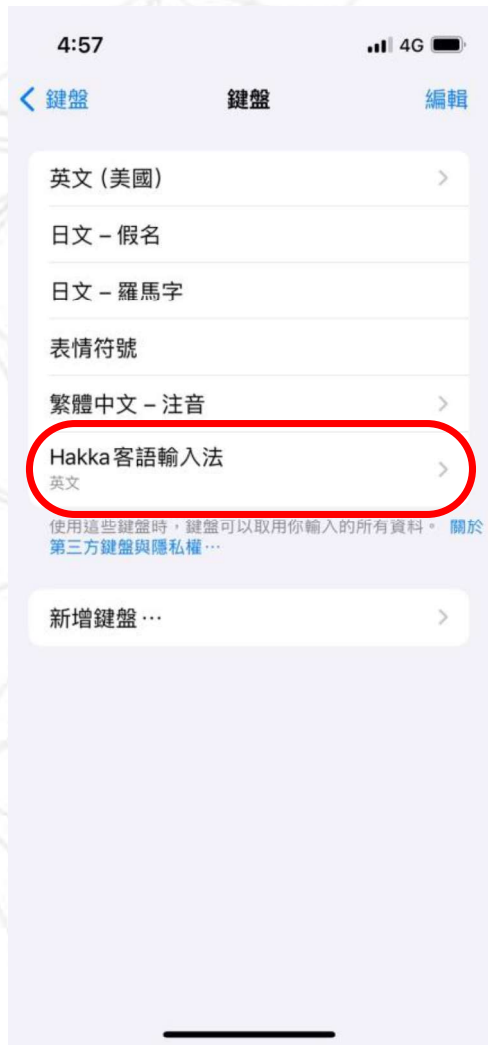 4:57
4G
鍵盤 鍵盤 編輯
英文 (美國)
日文 – 假名
日文 – 羅馬字
表情符號
繁體中文 – 注音
Hakka客語輸入法
英文
使用這些鍵盤時，鍵盤可以取用你輸入的所有資料。 關於
第三方鍵盤與隱私權⋯
新增鍵盤⋯